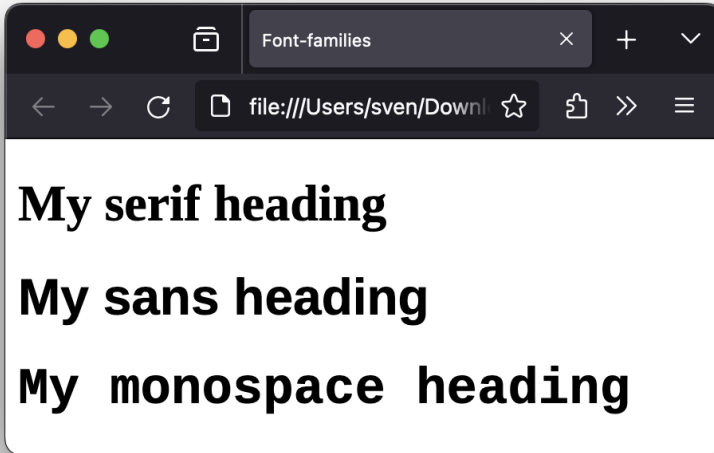 Font-families
file:///Users/sven/Downl
My serif heading
My sans heading
My monospace heading